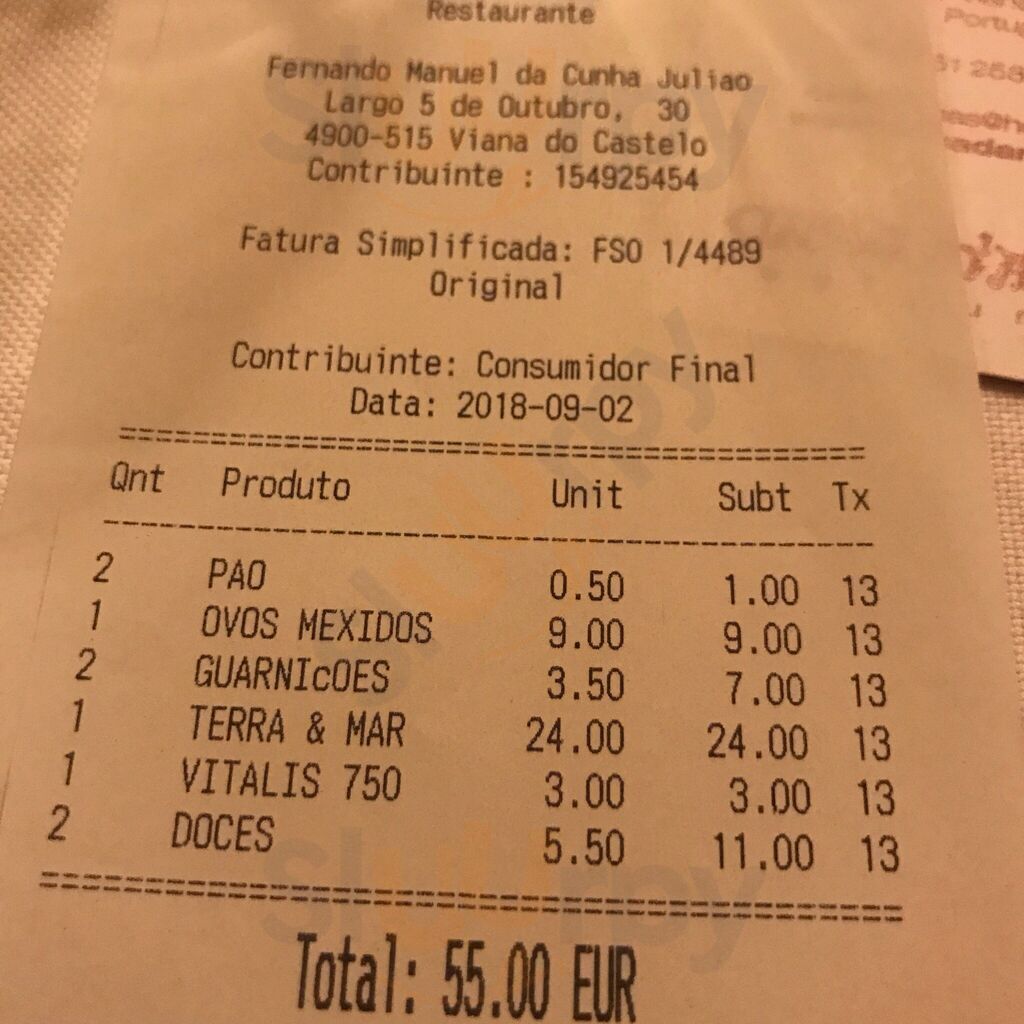 Restaurante
Fernando Manuel da Cunha Juliao
Largo 5 de Outubro, 30
4900-515 Viana do Castelo
Contribuinte : 154925454
Fatura Simplificada: FSO 1/4489
Original
Contribuinte: Consumidor Final
Data: 2018-09-02
Qnt Produto Unit Subt Tx
2 PAO 0.50 1.00 13
1 OVOS MEXIDOS 9.00 9.00 13
2 GUARNIcOES 3.50 7.00 13
1 TERRA & MAR 24.00 24.00 13
1 VITALIS 750 3.00 3.00 13
2 DOCES 5.50 11.00 13
Total: 55.00 EUR
Sluurpy